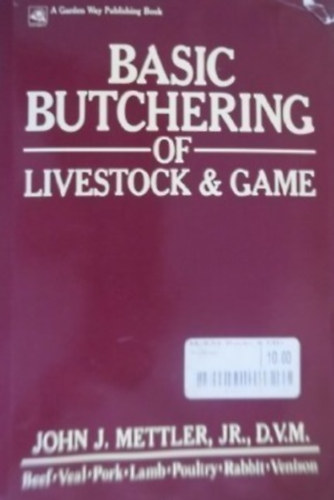 A Garden Way Publishing Book
BASIC
BUTCHERING
OF
LIVESTOCK & GAME
10.00
JOHN J. METTLER, JR., D.V.M.
Beef • Veal • Pork • Lamb • Poultry • Rabbit • Venison